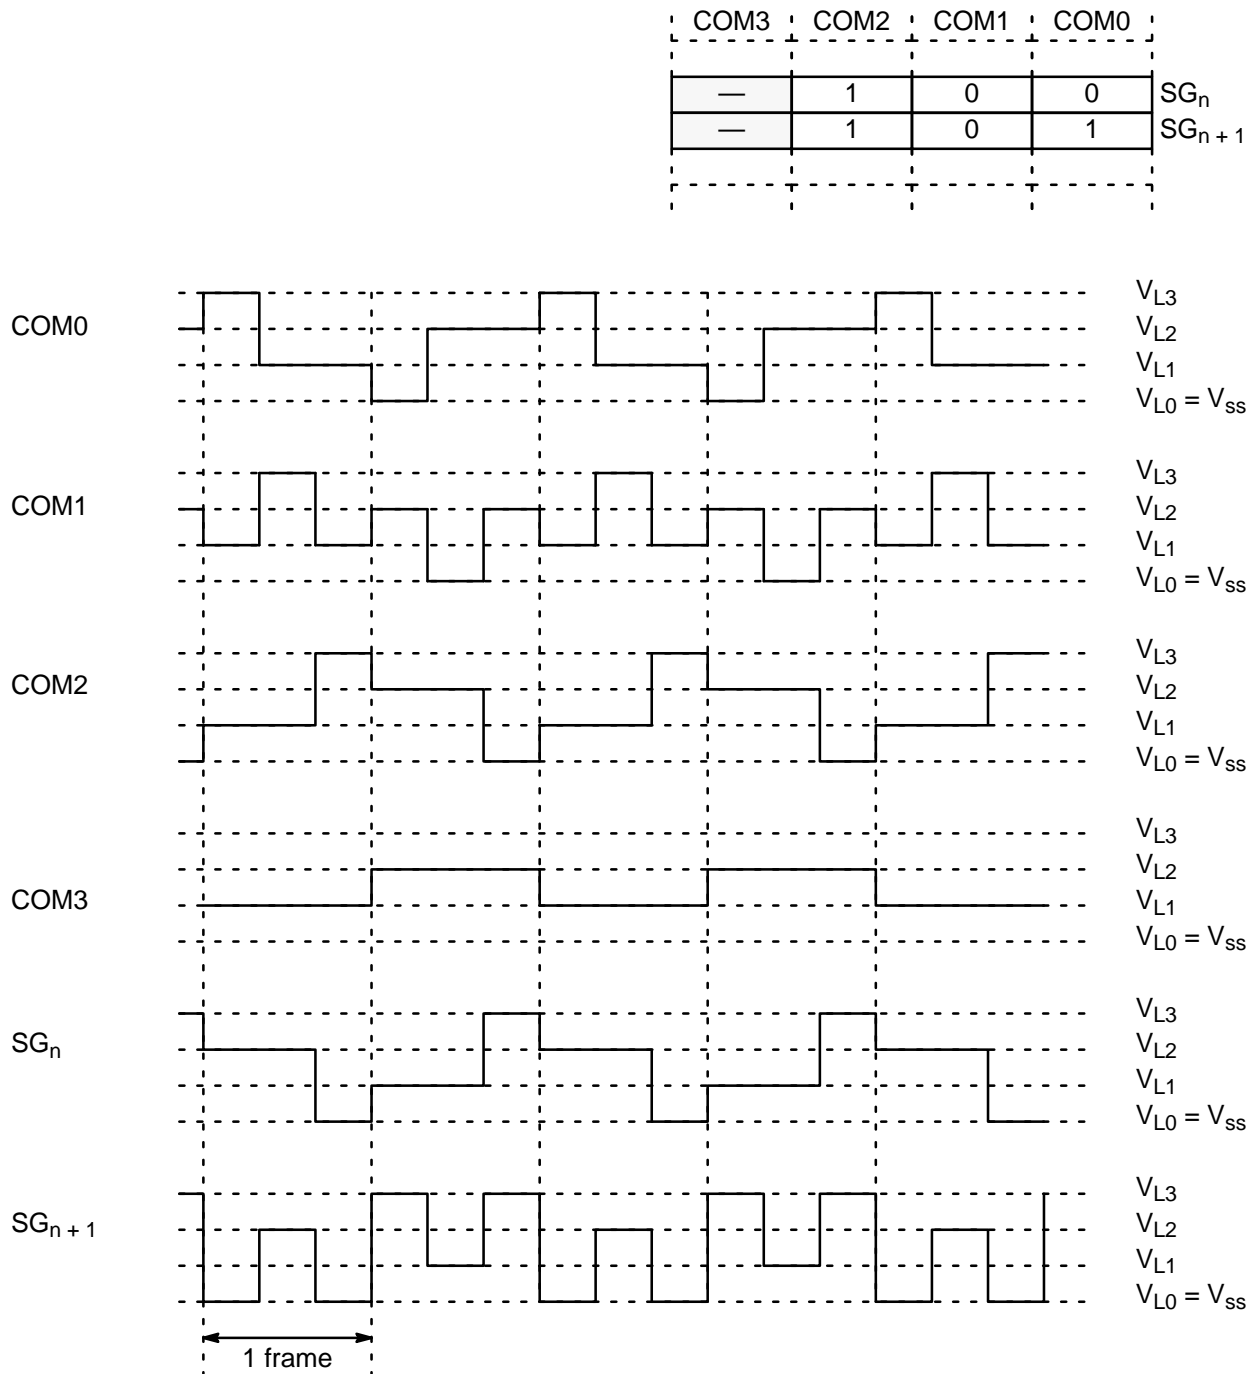 COM3 COM2 COM1 COM0
— 1 0 0 SGn
— 1 0 1 SGn + 1
VL3
COM0
VL2
VL1
VL0 = Vss
VL3
COM1
VL2
VL1
VL0 = Vss
VL3
COM2
VL2
VL1
VL0 = Vss
VL3
VL2
COM3
VL1
VL0 = Vss
VL3
SGn
VL2
VL1
VL0 = Vss
VL3
SGn + 1
VL2
VL1
VL0 = Vss
1 frame